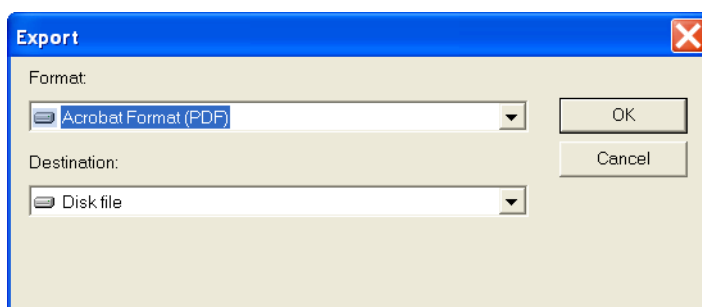 Export
Format:
Acrobat Format (PDF)
OK
Destination:
Cancel
Disk file